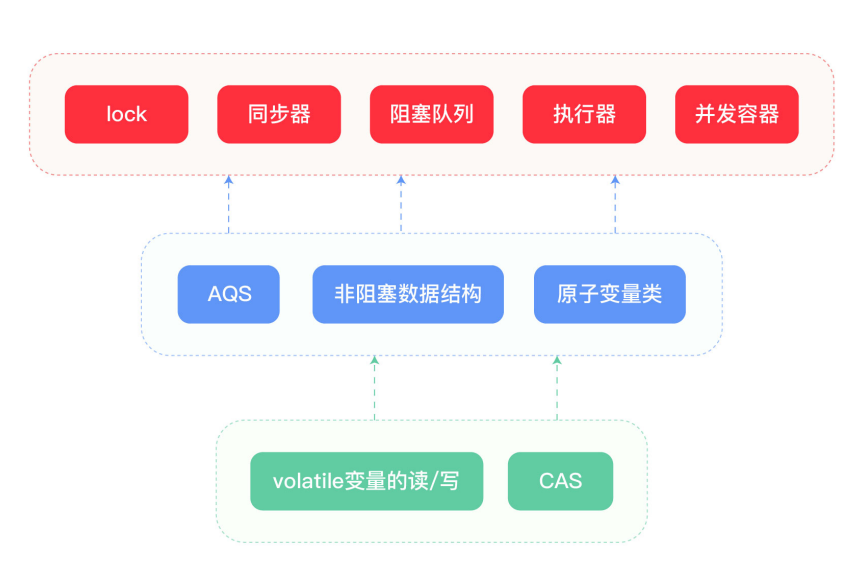 lock
同步器
阻塞队列
执行器
并发容器
AQS
非阻塞数据结构
原子变量类
volatile变量的读/写
CAS